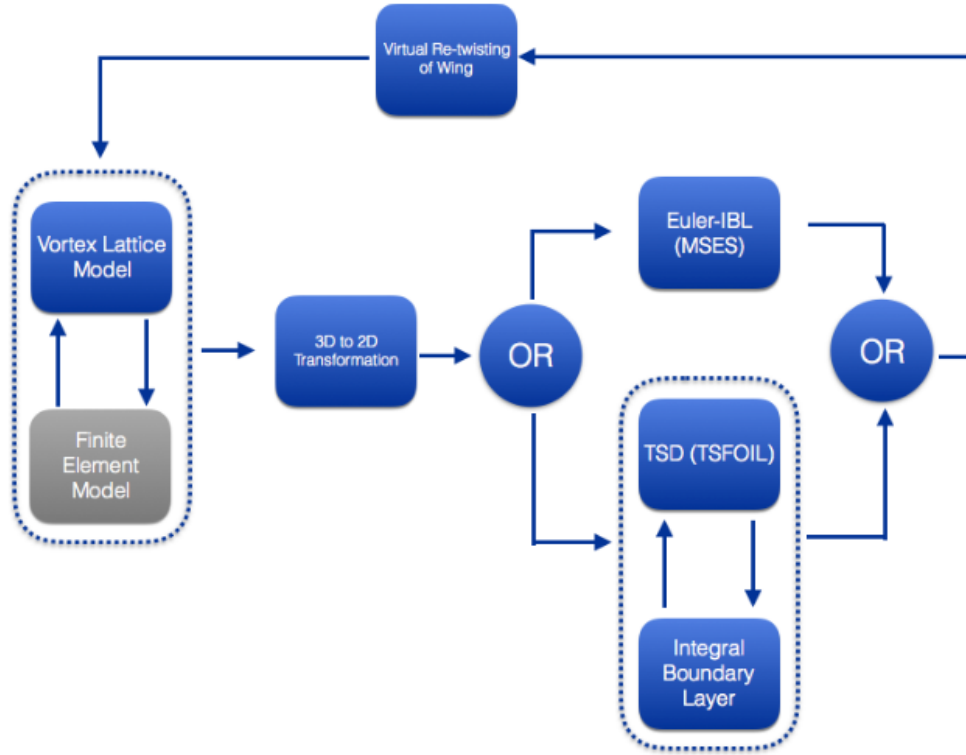 Virtual Re-twisting
of Wing
Vortex Lattice
Model
Finite
Element
Model
3D to 2D
Transformation
OR
Euler-IBL
(MSES)
TSD (TSFOIL)
Integral
Boundary
Layer
OR